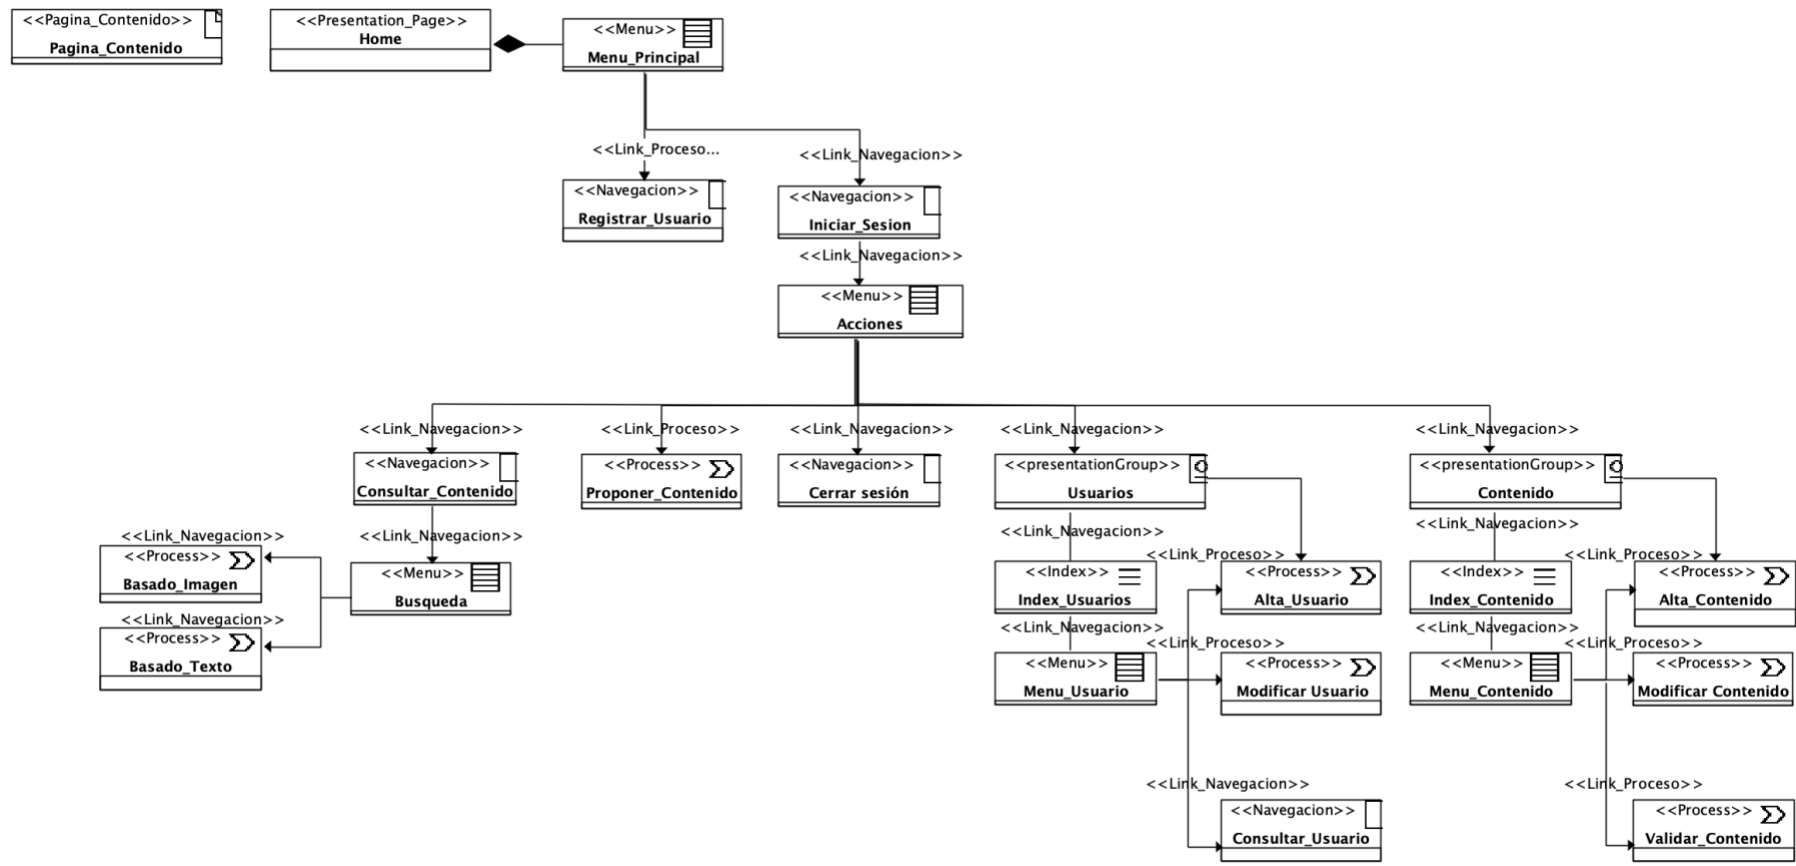 <<Pagina_Contenido>>
Pagina_Contenido
<<Presentation_Page>>
Home
<<Menu>>
Menu_Principal
<<Link_Proceso...
<<Link_Navegacion>>
<<Navegacion>>
Registrar_Usuario
<<Navegacion>>
Iniciar_Sesion
<<Link_Navegacion>>
<<Menu>>
Acciones
<<Link_Navegacion>>
<<Link_Proceso>>
<<Link_Navegacion>>
<<Link_Navegacion>>
<<Link_Navegacion>>
<<Navegacion>>
Consultar_Contenido
<<Process>>
Proponer_Contenido
<<Navegacion>>
Cerrar sesión
<<presentationGroup>>
Usuarios
<<presentationGroup>>
Contenido
<<Link_Navegacion>>
<<Link_Navegacion>>
<<Link_Navegacion>>
<<Link_Navegacion>>
<<Process>>
Basado_Imagen
<<Menu>>
Busqueda
<<Link_Navegacion>>
<<Process>>
Basado_Texto
<<Link_Proceso>>
<<Index>>
Index_Usuarios
<<Process>>
Alta_Usuario
<<Link_Proceso>>
<<Index>>
Index_Contenido
<<Process>>
Alta_Contenido
<<Link_Navegacion>>
<<Link_Proceso>>
<<Link_Navegacion>>
<<Link_Proceso>>
<<Menu>>
Menu_Usuario
<<Process>>
Modificar Usuario
<<Menu>>
Menu_Contenido
<<Process>>
Modificar Contenido
<<Link_Navegacion>>
<<Link_Proceso>>
<<Navegacion>>
Consultar_Usuario
<<Process>>
Validar_Contenido